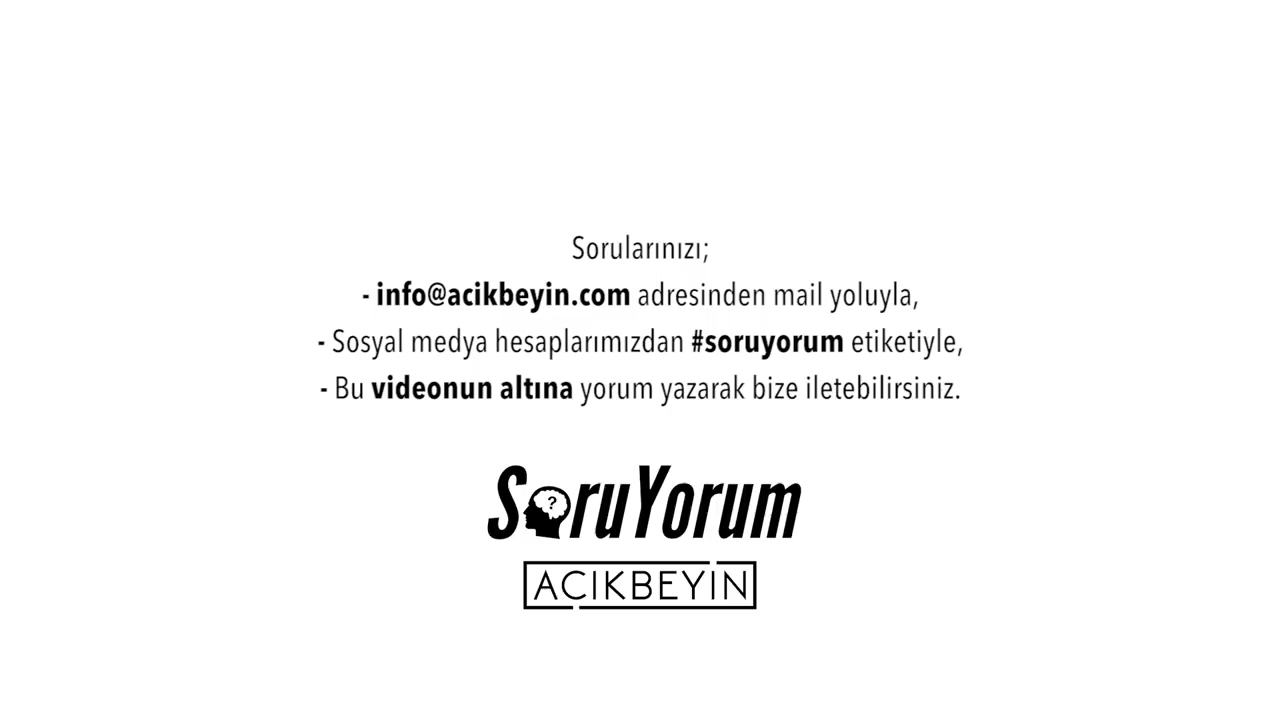 Sorularınızı;
- info@acikbeyin.com adresinden mail yoluyla,
- Sosyal medya hesaplarımızdan #soruyorum etiketiyle,
- Bu videonun altına yorum yazarak bize iletebilirsiniz.
SoruYorum
AÇIKBEYİN